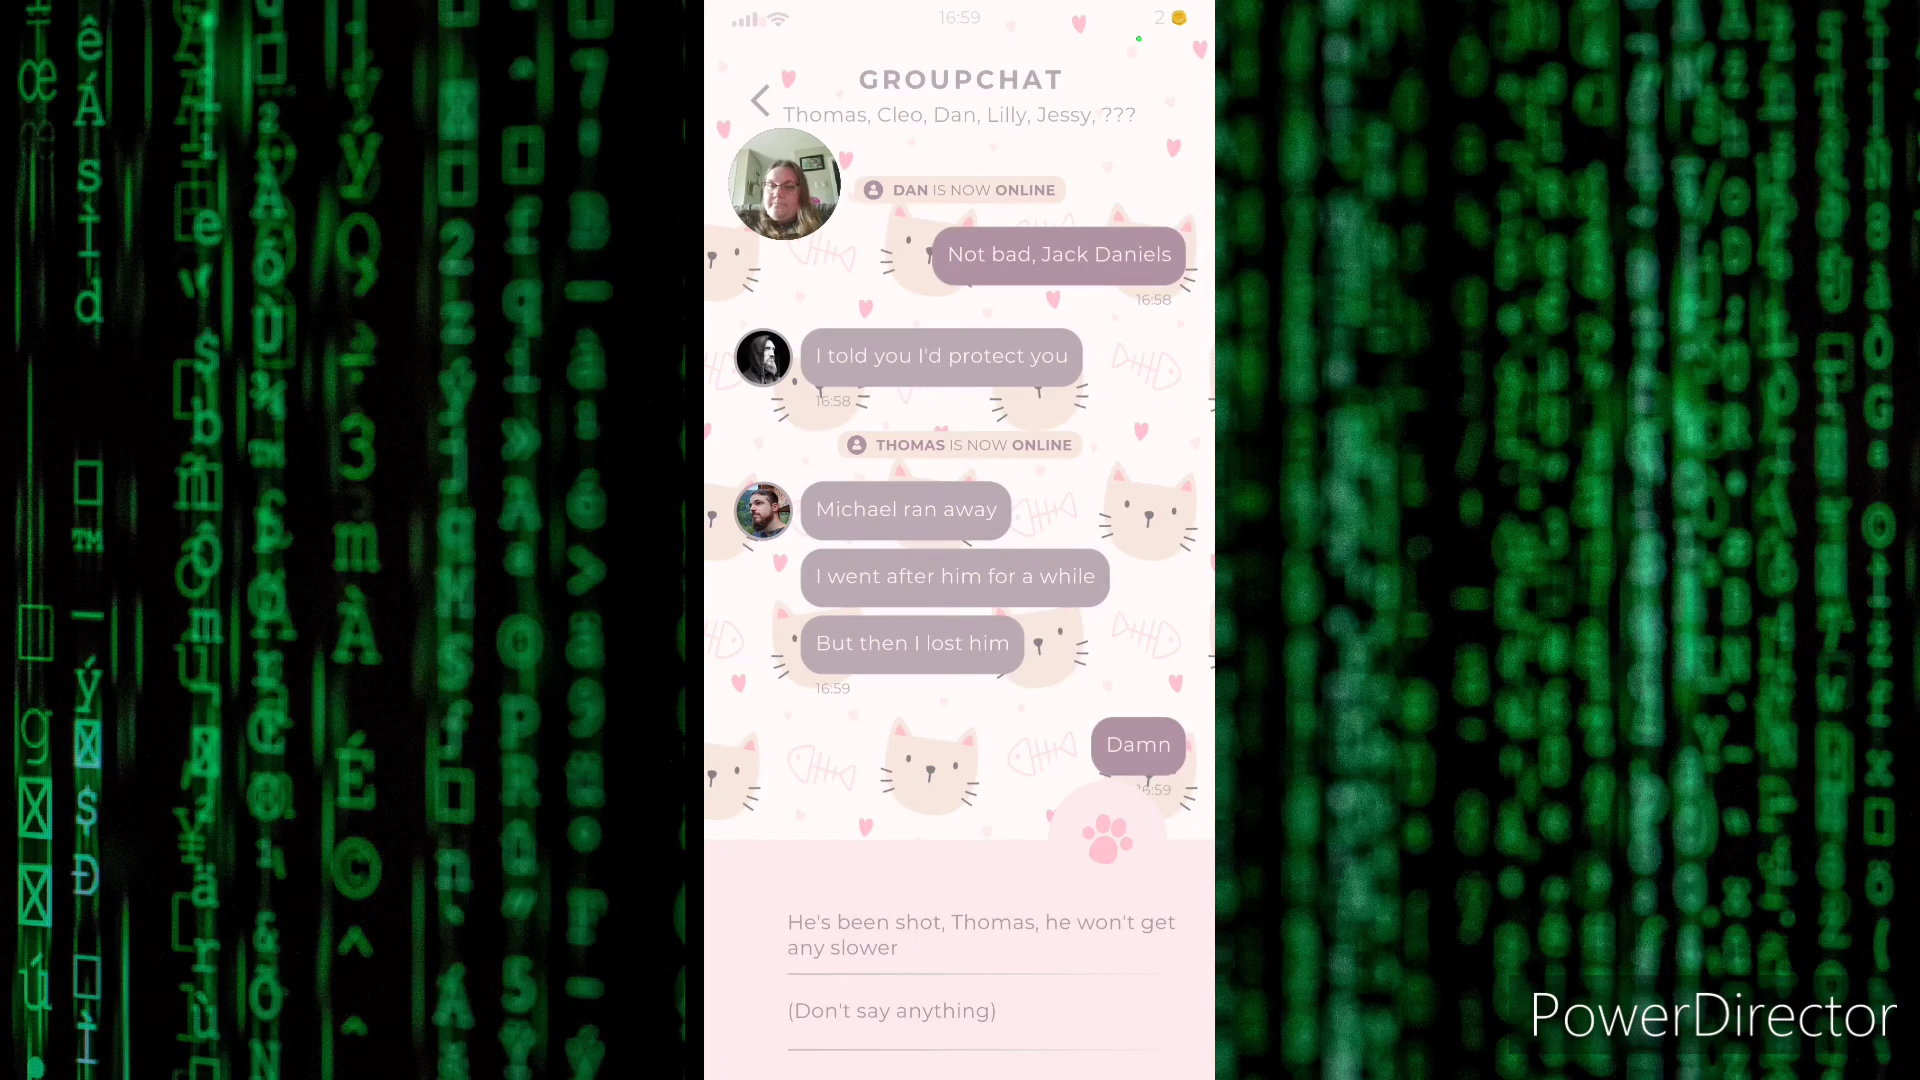 16:59
2
GROUPCHAT
Thomas, Cleo, Dan, Lilly, Jessy, ???
DAN IS NOW ONLINE
Not bad, Jack Daniels
16:58
I told you I'd protect you
16:58
THOMAS IS NOW ONLINE
Michael ran away
I went after him for a while
But then I lost him
16:59
Damn
16:59
He's been shot, Thomas, he won't get
any slower
(Don't say anything)
PowerDirector